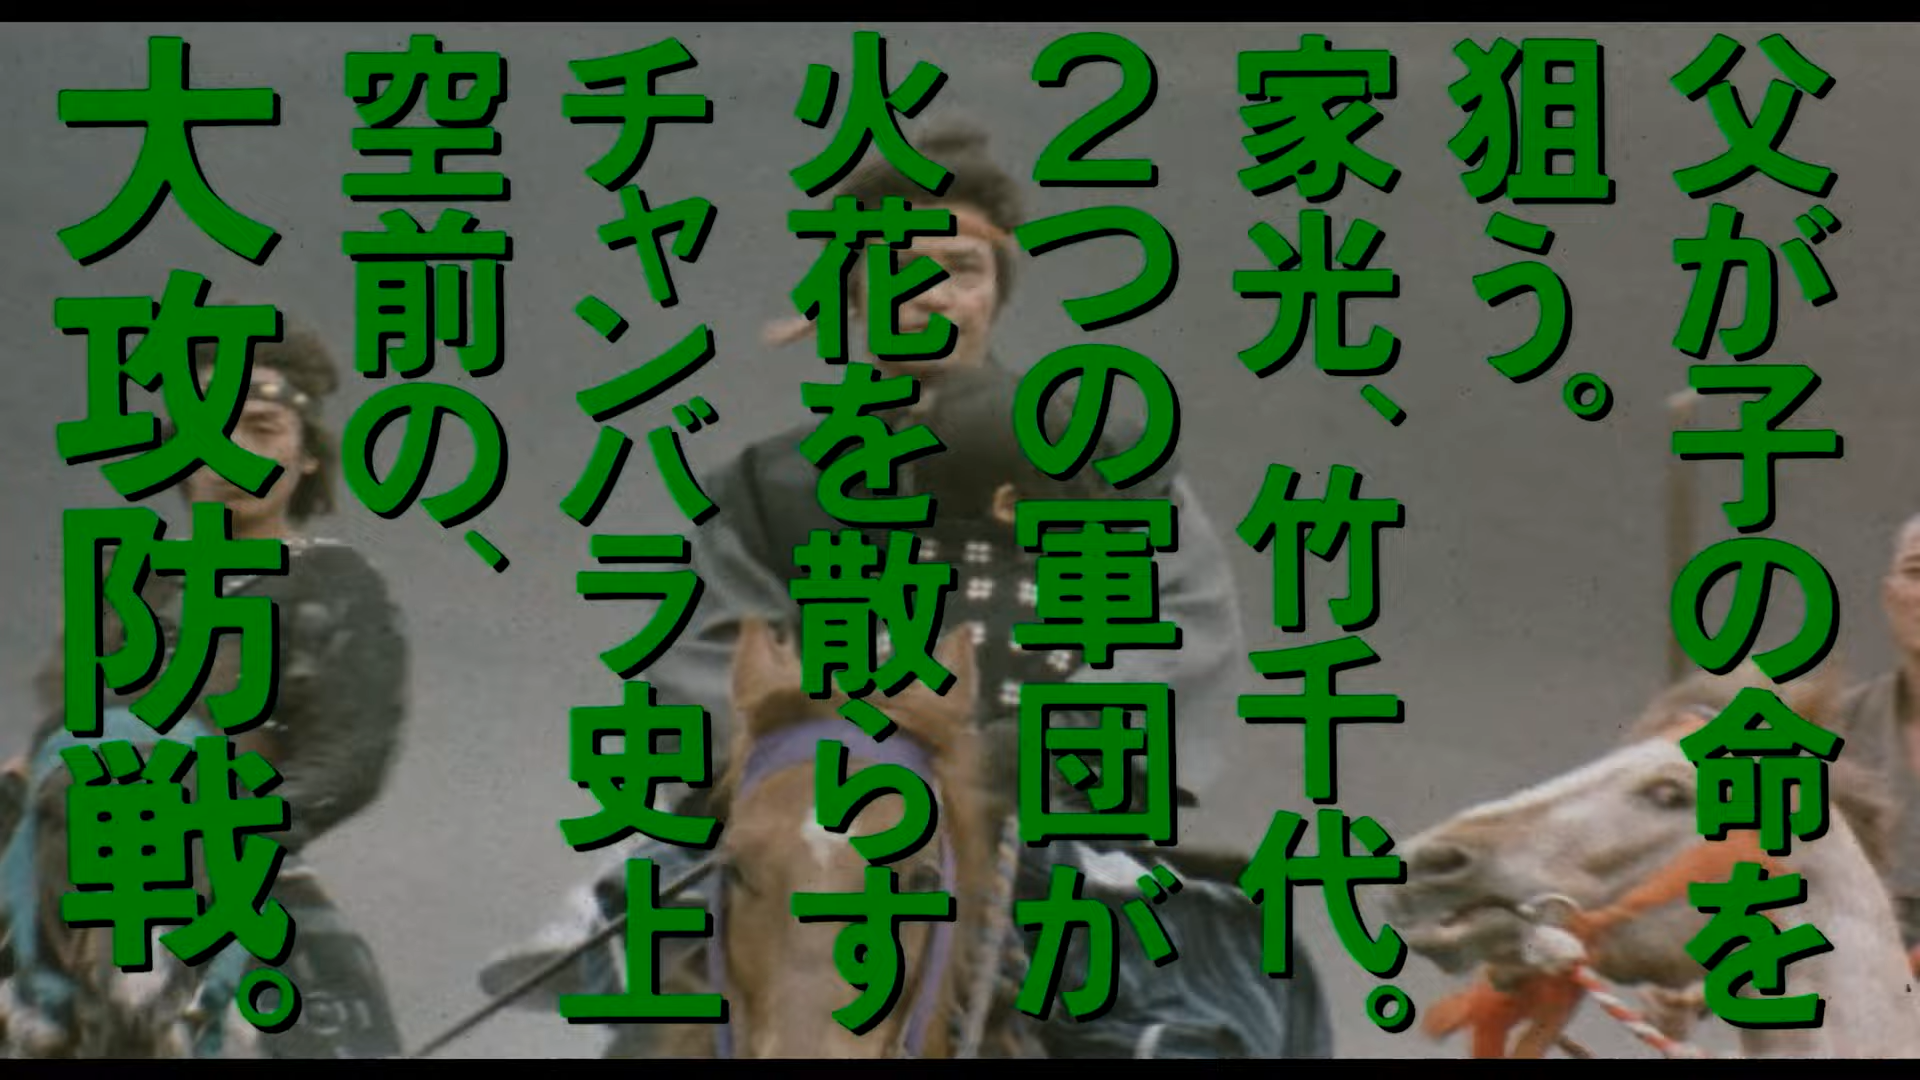 父が子の命を
狙う。
家光、竹千代。
2つの軍団が
火花を散らす
チャンバラ史上
空前の、
大攻防戦。